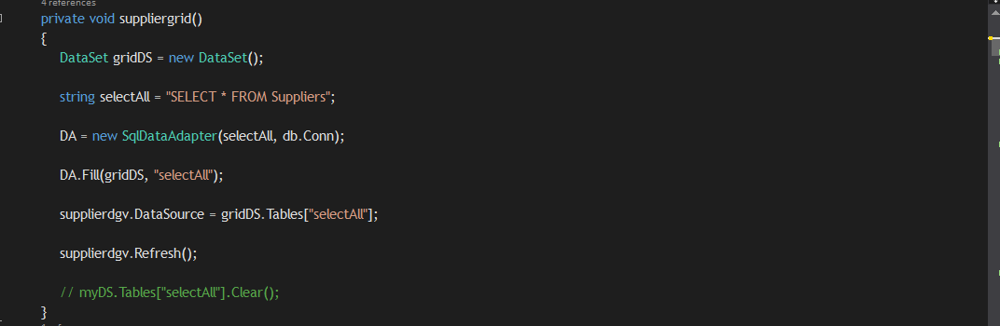 4 references
private void suppliergrid()
{
DataSet gridDS = new DataSet();
string selectAll = "SELECT * FROM Suppliers";
DA = new SqlDataAdapter(selectAll, db.Conn);
DA.Fill(gridDS, "selectAll");
supplierdgv.DataSource = gridDS.Tables["selectAll"];
supplierdgv.Refresh();
// myDS.Tables["selectAll"].Clear();
}